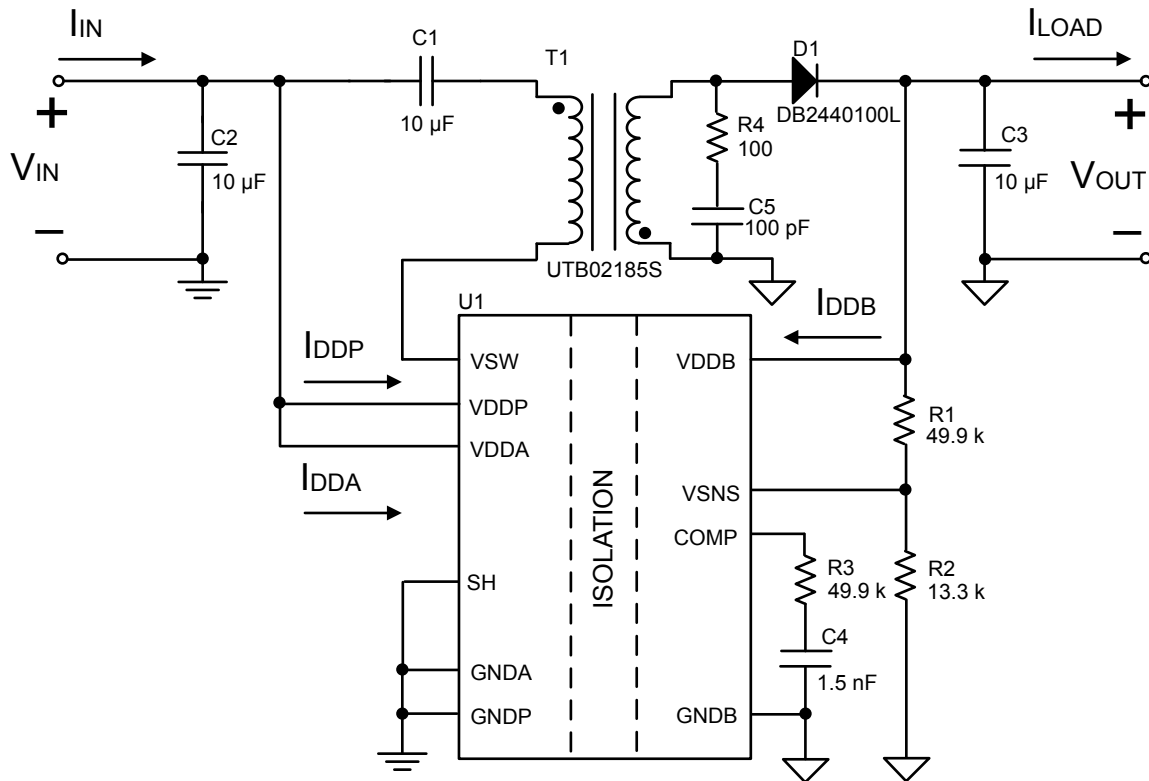 IIN
C1
T1
D1
ILOAD
+
VIN
–
C2
10 µF
10 µF
DB2440100L
R4
100
C5
100 pF
C3
10 µF
+
VOUT
–
UTB02185S
U1
IDDB
IDDP
VSW
VDDB
VDDP
VDDA
R1
49.9 k
IDDA
VSNS
COMP
ISOLATION
SH
R3
49.9 k
R2
13.3 k
C4
1.5 nF
GNDA
GNDP
GNDB